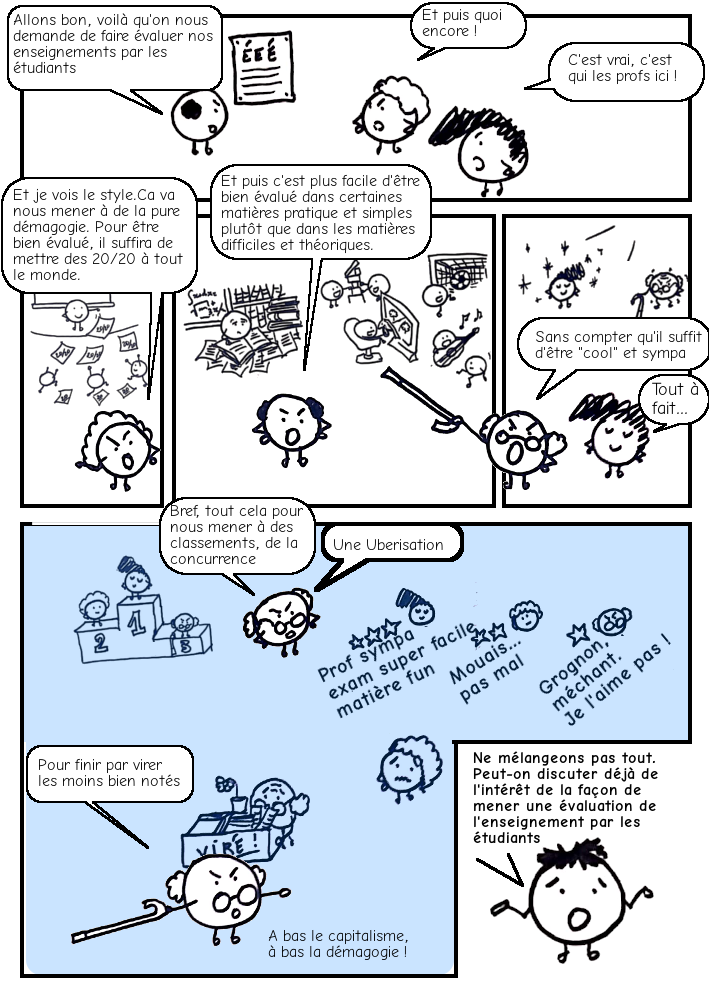 Allons bon, voilà qu'on nous
demande de faire évaluer nos
enseignements par les
étudiants
ÉÉÉ
Et puis quoi
encore !
C'est vrai, c'est
qui les profs ici !
Et je vois le style.Ca va
nous mener à de la pure
démagogie. Pour être
bien évalué, il suffira de
mettre des 20/20 à tout
le monde.
20/20
20/20
20/20
Et puis c'est plus facile d'être
bien évalué dans certaines
matières pratique et simples
plutôt que dans les matières
difficiles et théoriques.
Sans compter qu'il suffit
d'être "cool" et sympa
Tout à
fait...
Bref, tout cela pour
nous mener à des
classements, de la
concurrence
Une Uberisation
2 1 3
Prof sympa
exam super facile
matière fun
Mouais...
pas mal
Grognon,
méchant.
Je l'aime pas !
Pour finir par virer
les moins bien notés
VIRÉ !
A bas le capitalisme,
à bas la démagogie !
Ne mélangeons pas tout.
Peut-on discuter déjà de
l'intérêt de la façon de
mener une évaluation de
l'enseignement par les
étudiants